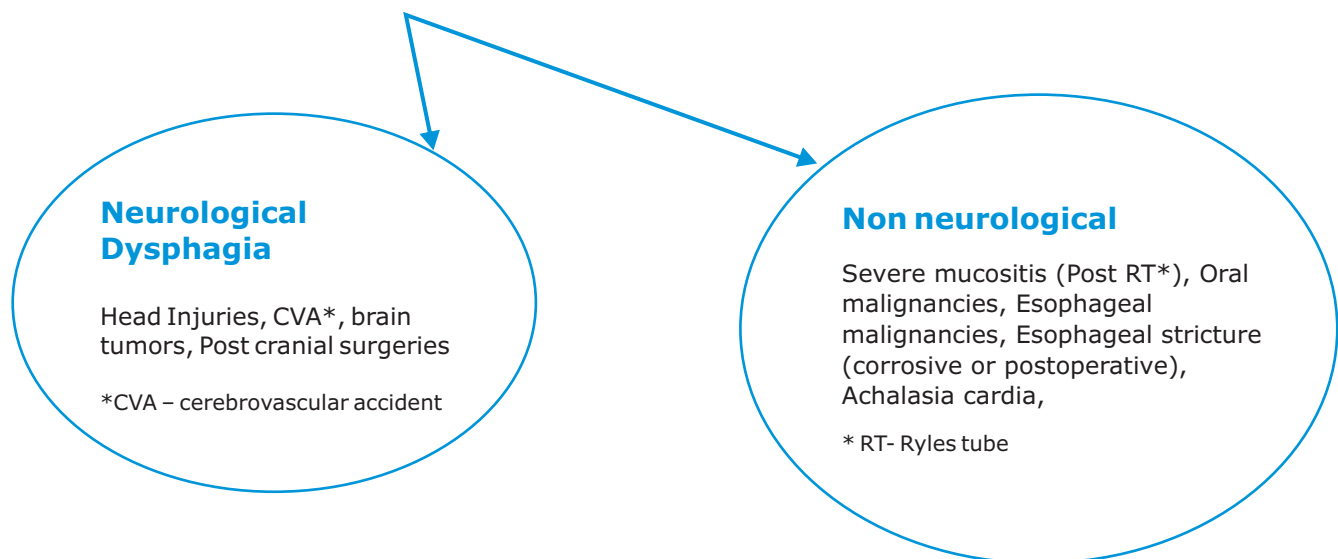 Neurological
Dysphagia
Head Injuries, CVA*, brain
tumors, Post cranial surgeries
*CVA – cerebrovascular accident
Non neurological
Severe mucositis (Post RT*), Oral
malignancies, Esophageal
malignancies, Esophageal stricture
(corrosive or postoperative),
Achalasia cardia,
* RT- Ryles tube